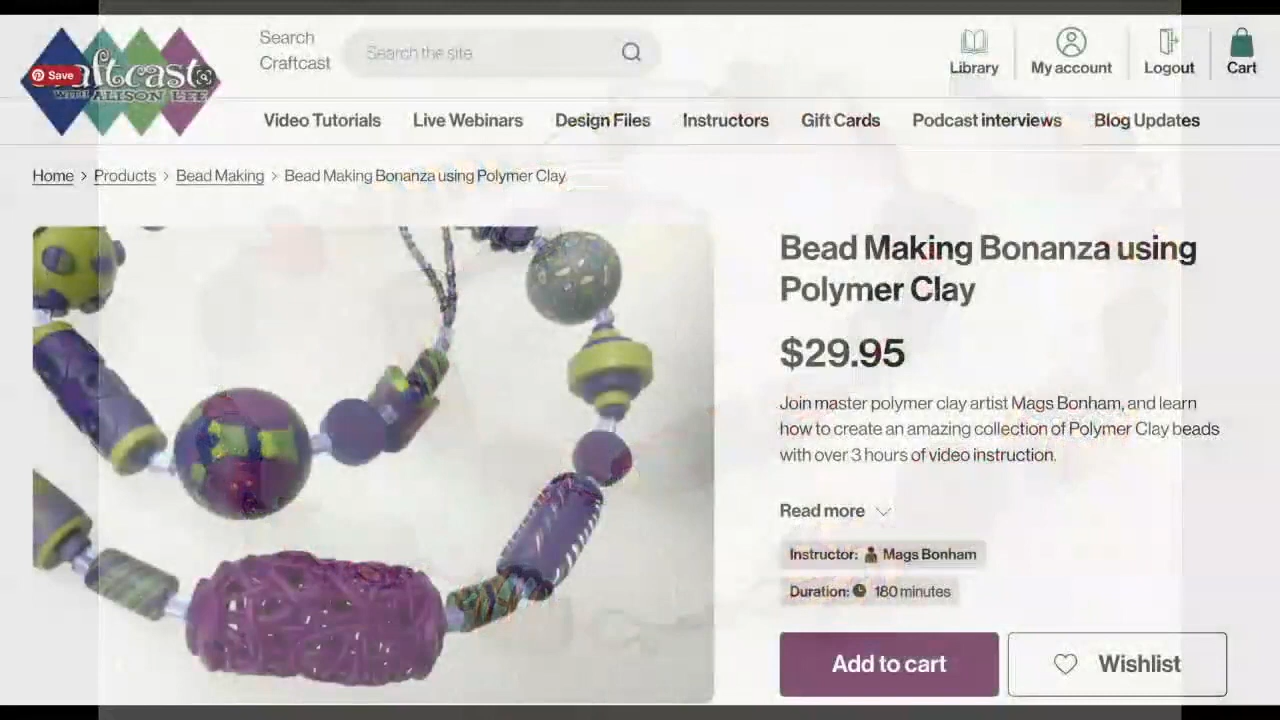 Save
craftcast
WITH ALISON LEE
Search
Craftcast
Search the site
Library
My account
Logout
Cart
Video Tutorials
Live Webinars
Design Files
Instructors
Gift Cards
Podcast interviews
Blog Updates
Home > Products > Bead Making > Bead Making Bonanza using Polymer Clay
Bead Making Bonanza using
Polymer Clay
$29.95
Join master polymer clay artist Mags Bonham, and learn
how to create an amazing collection of Polymer Clay beads
with over 3 hours of video instruction.
Read more
Instructor: Mags Bonham
Duration: 180 minutes
Add to cart
Wishlist